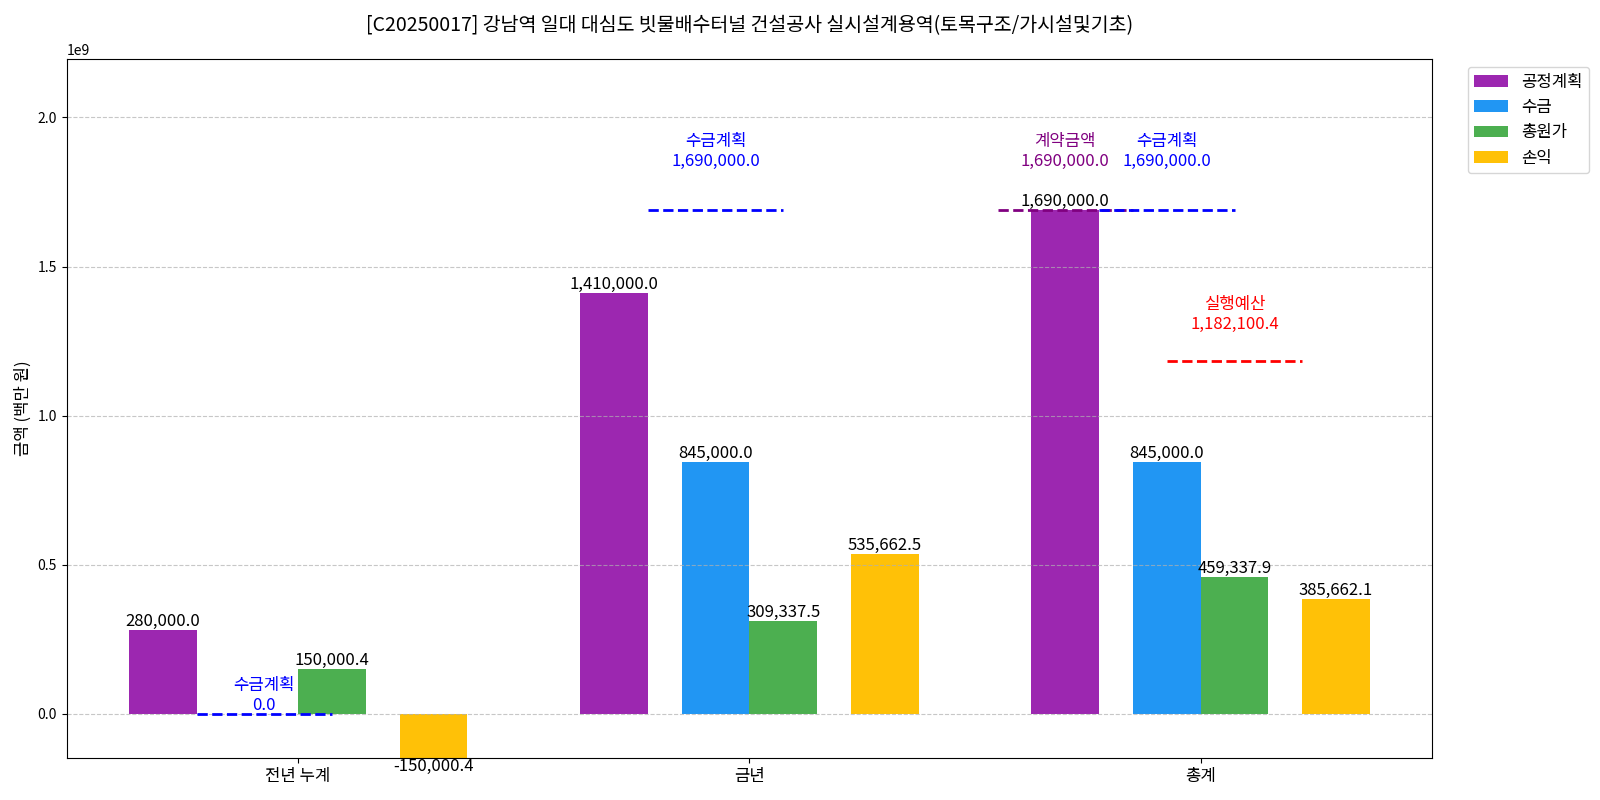 [C20250017] 강남역 일대 대심도 빗물배수터널 건설공사 실시설계용역(토목구조/가시설및기초)
1e9
공정계획
수금
총원가
손익
2.0
수금계획
1,690,000.0
계약금액
1,690,000.0
수금계획
1,690,000.0
1,690,000.0
1.5
1,410,000.0
실행예산
1,182,100.4
금액 (백만 원)
1.0
845,000.0
845,000.0
535,662.5
0.5
459,337.9
385,662.1
309,337.5
280,000.0
150,000.4
수금계획
0.0
0.0
-150,000.4
전년 누계
금년
총계